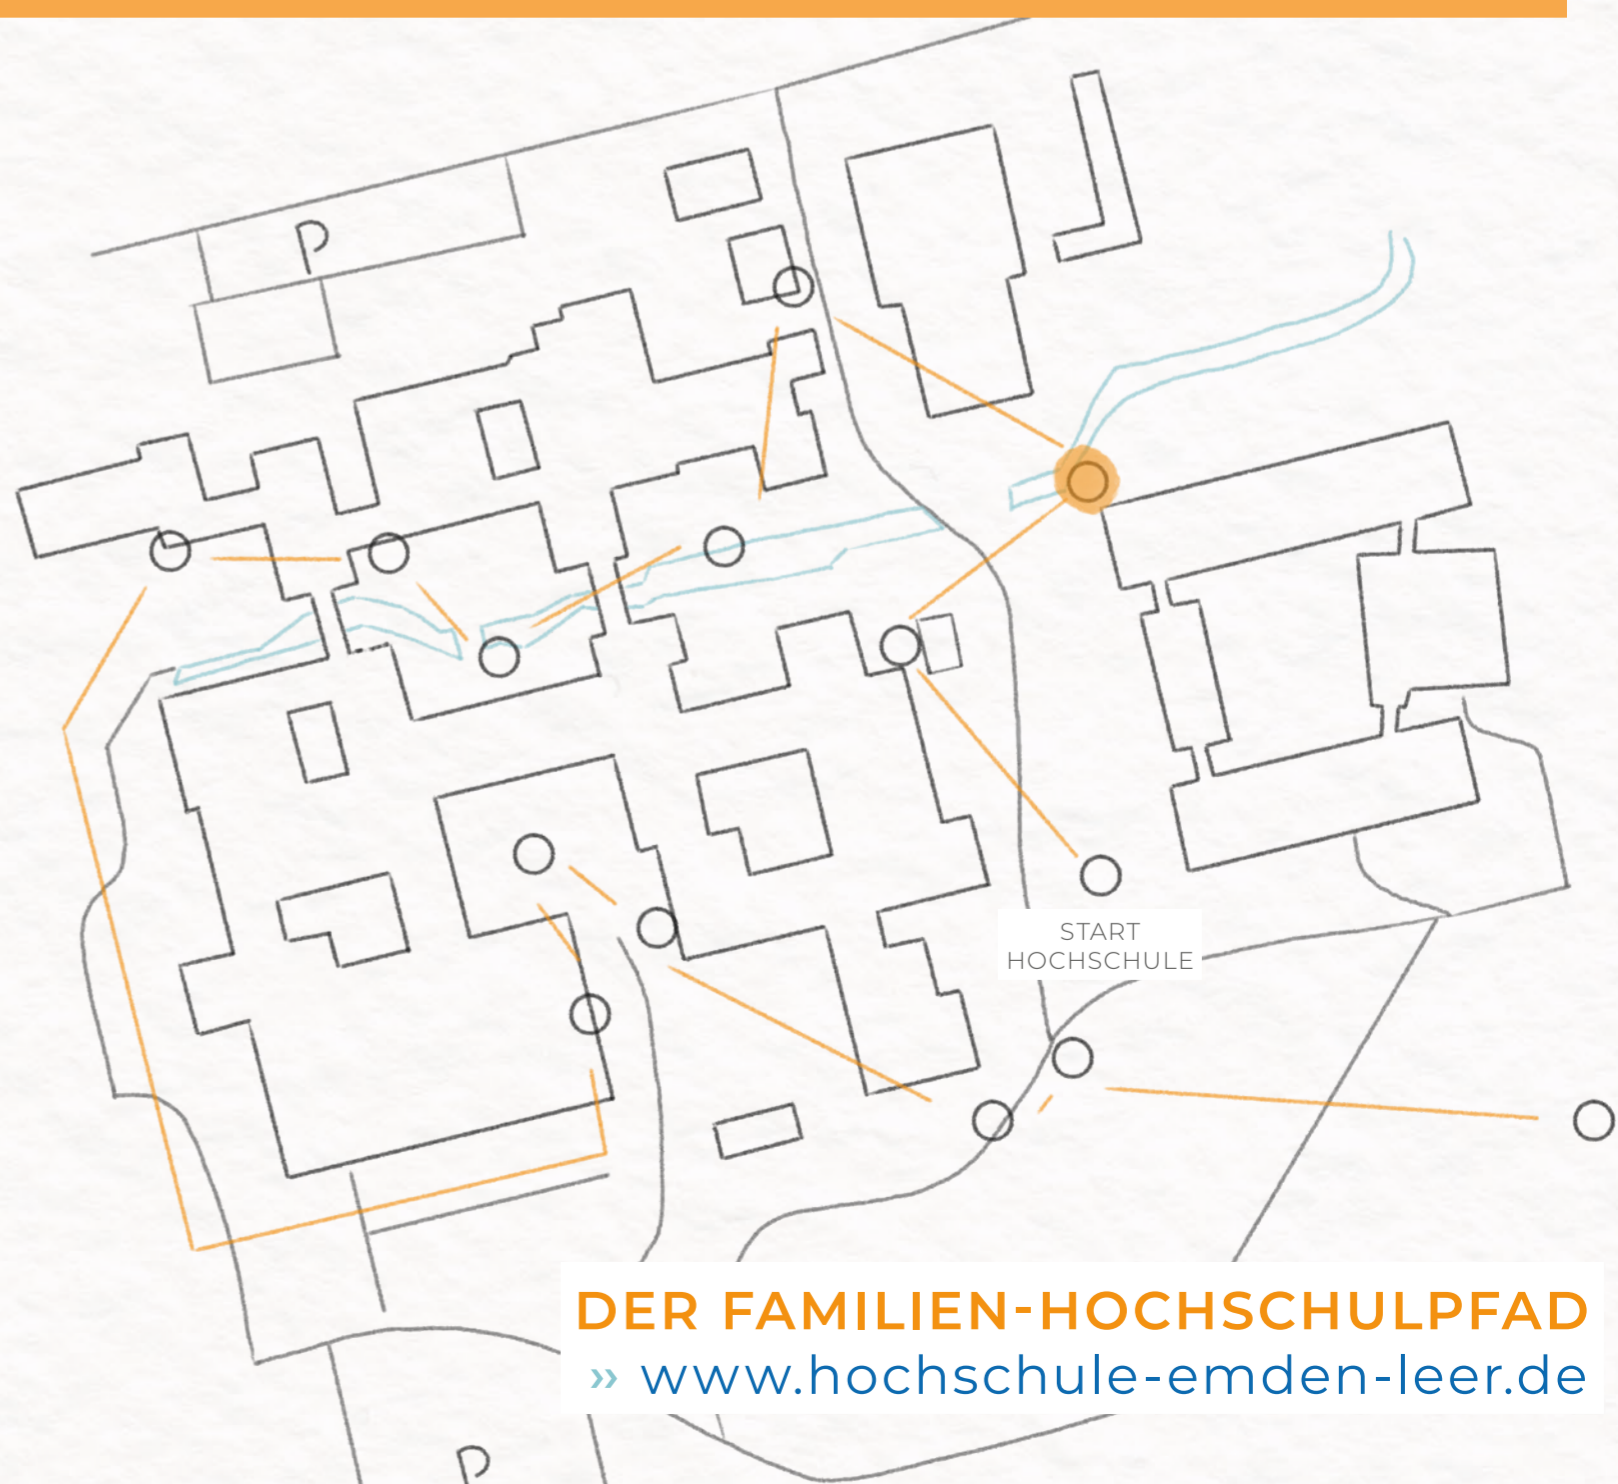 P
START
HOCHSCHULE
DER FAMILIEN-HOCHSCHULPFAD
» www.hochschule-emden-leer.de
P